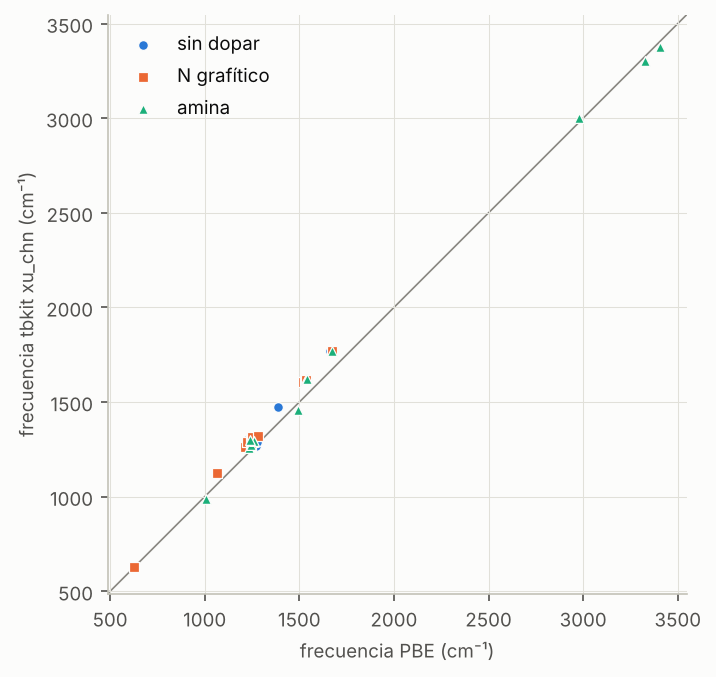 sin dopar
N grafítico
amina
3500
3000
2500
2000
1500
1000
500
frecuencia tbkit xu_chn (cm⁻¹)
500 1000 1500 2000 2500 3000 3500
frecuencia PBE (cm⁻¹)